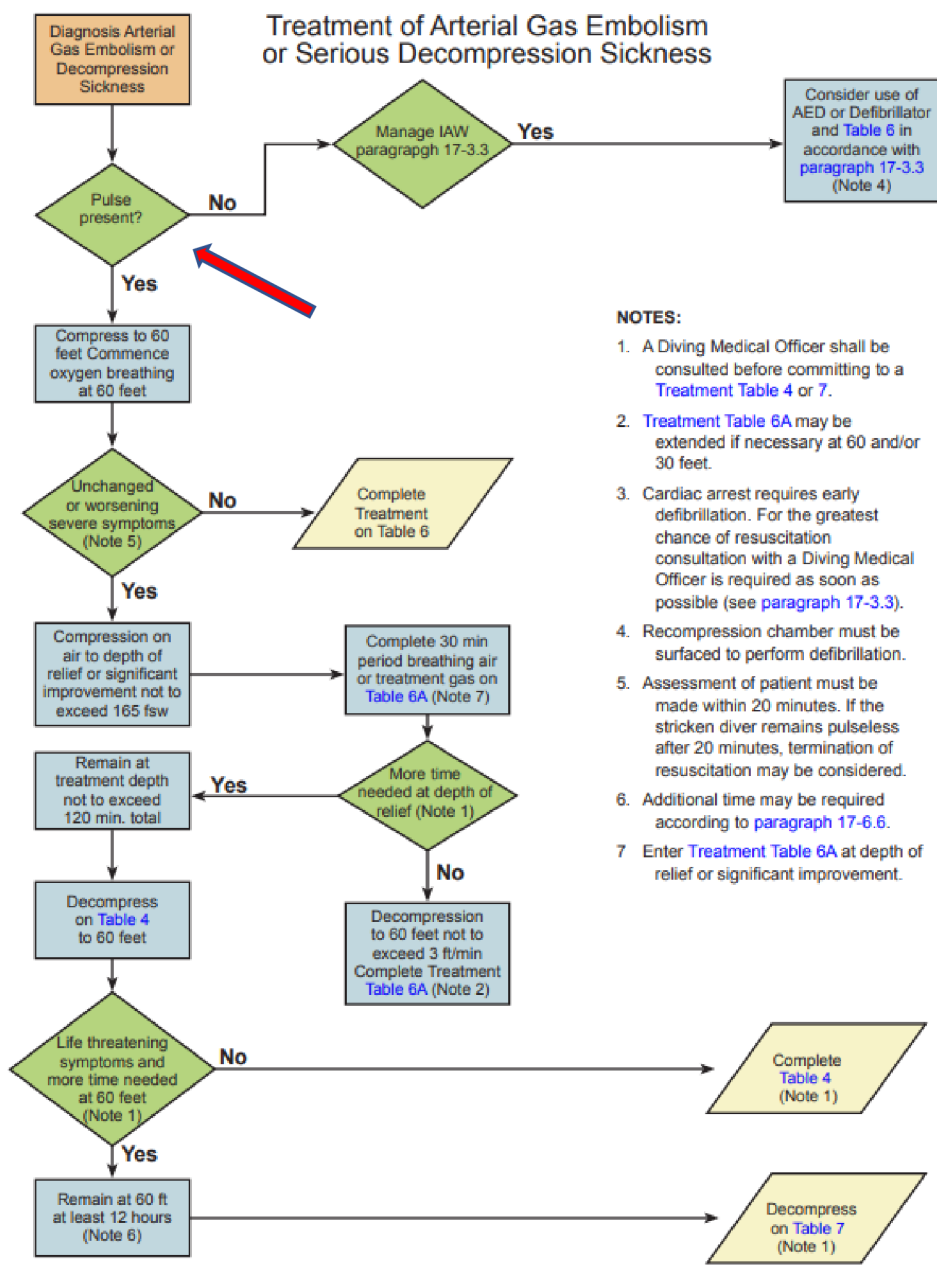 Treatment of Arterial Gas Embolism
or Serious Decompression Sickness
Diagnosis Arterial
Gas Embolism or
Decompression
Sickness
Pulse
present?
No
Manage IAW
paragrapgh 17-3.3
Yes
Consider use of
AED or Defibrillator
and Table 6 in
accordance with
paragraph 17-3.3
(Note 4)
Yes
Compress to 60
feet Commence
oxygen breathing
at 60 feet
Unchanged
or worsening
severe symptoms
(Note 5)
No
Complete
Treatment
on Table 6
Yes
Compression on
air to depth of
relief or significant
improvement not to
exceed 165 fsw
Complete 30 min
period breathing air
or treatment gas on
Table 6A (Note 7)
More time
needed at depth of
relief (Note 1)
Yes
Remain at
treatment depth
not to exceed
120 min. total
No
Decompression
to 60 feet not to
exceed 3 ft/min
Complete Treatment
Table 6A (Note 2)
Decompress
on Table 4
to 60 feet
Life threatening
symptoms and
more time needed
at 60 feet
(Note 1)
No
Complete
Table 4
(Note 1)
Yes
Remain at 60 ft
at least 12 hours
(Note 6)
Decompress
on Table 7
(Note 1)
NOTES:
1. A Diving Medical Officer shall be
consulted before committing to a
Treatment Table 4 or 7.
2. Treatment Table 6A may be
extended if necessary at 60 and/or
30 feet.
3. Cardiac arrest requires early
defibrillation. For the greatest
chance of resuscitation
consultation with a Diving Medical
Officer is required as soon as
possible (see paragraph 17-3.3).
4. Recompression chamber must be
surfaced to perform defibrillation.
5. Assessment of patient must be
made within 20 minutes. If the
stricken diver remains pulseless
after 20 minutes, termination of
resuscitation may be considered.
6. Additional time may be required
according to paragraph 17-6.6.
7 Enter Treatment Table 6A at depth of
relief or significant improvement.